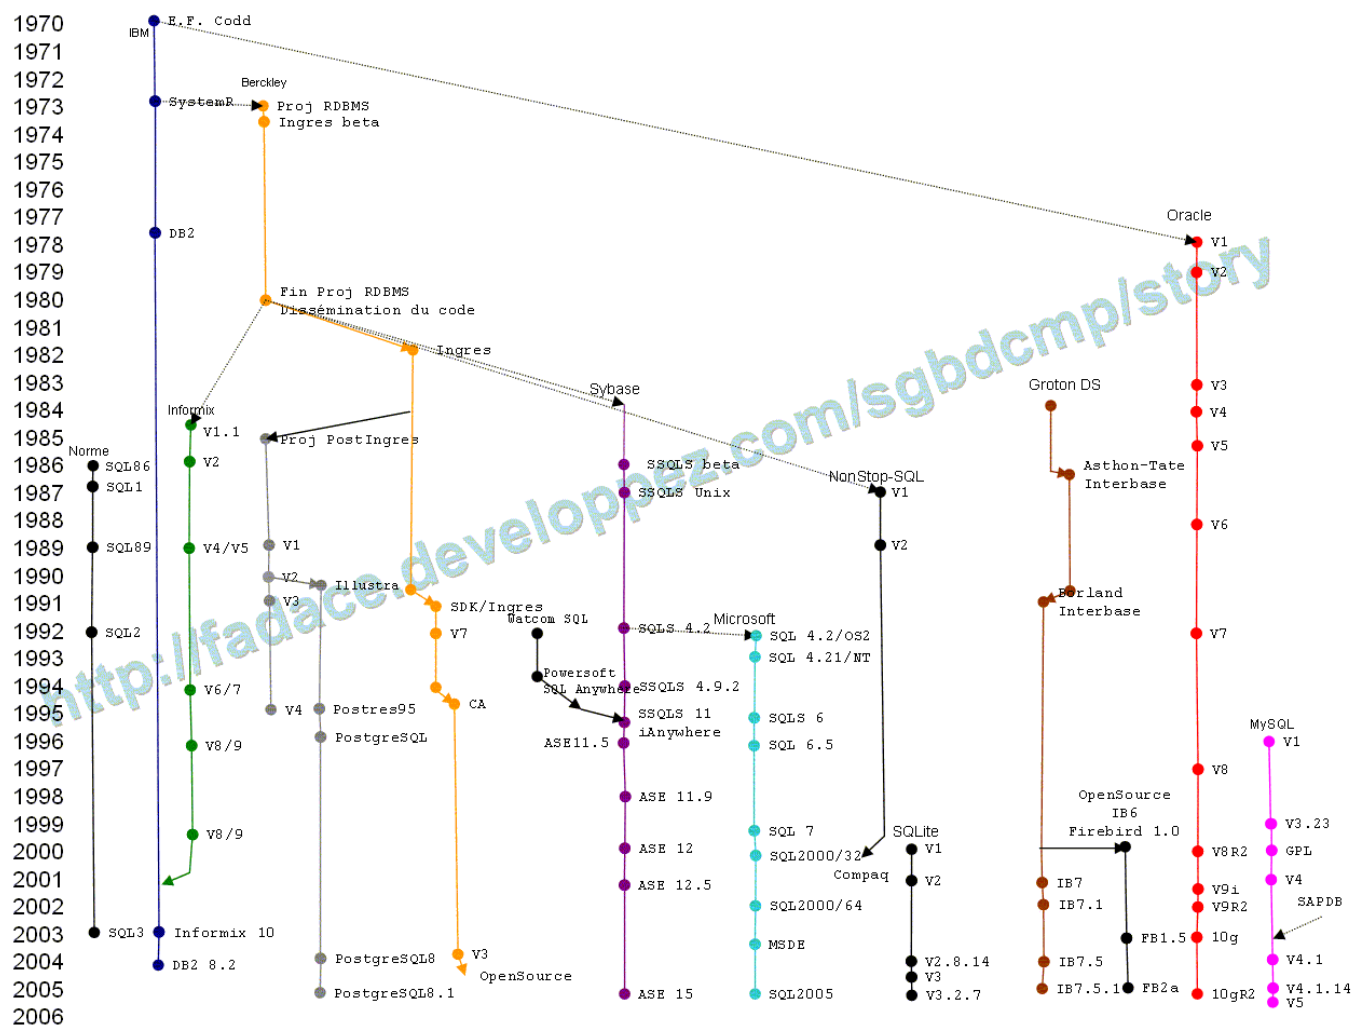 1970
E.F. Codd
IBM
1971
1972
Berckley
1973
SystemR
Proj RDBMS
Ingres beta
1974
1975
1976
1977
Oracle
1978
DB2
V1
1979
V2
1980
Fin Proj RDBMS
Dissémination du code
1981
1982
Ingres
1983
Sybase
Groton DS
V3
1984
Informix
V4
1985
V1.1
Proj PostIngres
V5
Norme
1986
SQL86
V2
SSQLS beta
NonStop-SQL
Asthon-Tate
Interbase
1987
SQL1
SSQLS Unix
V1
1988
V6
1989
SQL89
V4/V5
V1
V2
1990
V2
Illustra
1991
V3
SDK/Ingres
Borland
Interbase
1992
SQL2
V7
Watcom SQL
SQLS 4.2
Microsoft
SQL 4.2/OS2
V7
1993
SQL 4.21/NT
1994
V6/7
Powersoft
SQL Anywhere
SSQLS 4.9.2
1995
V4
Postres95
CA
SSQLS 11
iAnywhere
SQLS 6
1996
V8/9
PostgreSQL
ASE11.5
SQL 6.5
MySQL
V1
1997
V8
1998
ASE 11.9
OpenSource
IB6
Firebird 1.0
1999
V8/9
SQL 7
SQLite
V3.23
2000
ASE 12
SQL2000/32
V1
V8R2
GPL
2001
ASE 12.5
Compaq
V2
IB7
V9i
V4
2002
SQL2000/64
IB7.1
V9R2
SAPDB
2003
SQL3
Informix 10
MSDE
FB1.5
10g
2004
DB2 8.2
PostgreSQL8
V3
OpenSource
V2.8.14
V3
IB7.5
V4.1
2005
PostgreSQL8.1
ASE 15
SQL2005
V3.2.7
IB7.5.1
FB2a
10gR2
V4.1.14
V5
2006
http://fadace.developpez.com/sgbdcmp/story